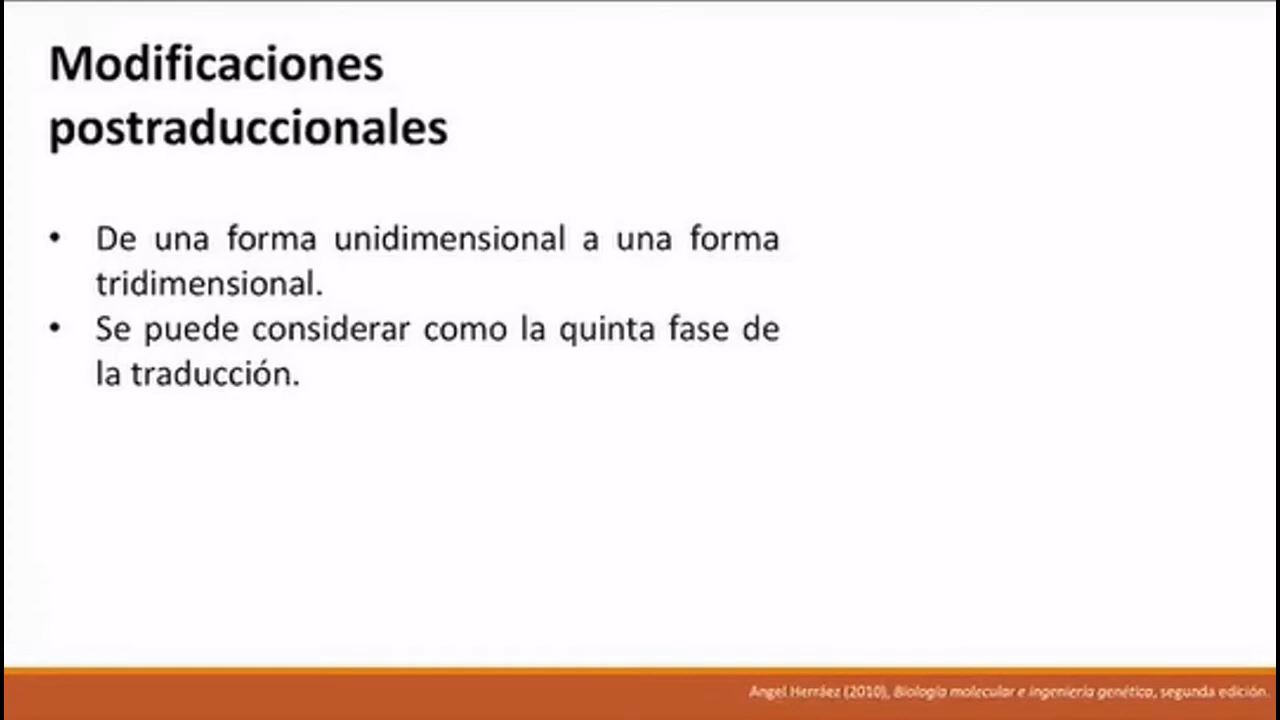 Modificaciones
postraduccionales
• De una forma unidimensional a una forma
tridimensional.
• Se puede considerar como la quinta fase de
la traducción.
Angel Herráez (2010), Biología molecular e ingeniería genética, segunda edición.